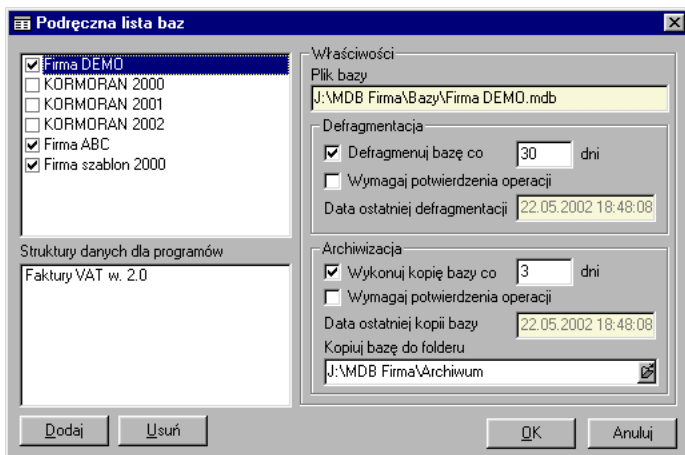 Podręczna lista baz
Firma DEMO
KORMORAN 2000
KORMORAN 2001
KORMORAN 2002
Firma ABC
Firma szablon 2000
Struktury danych dla programów
Faktury VAT w. 2.0
Dodaj Usuń
Właściwości
Plik bazy
J:\MDB Firma\Bazy\Firma DEMO.mdb
Defragmentacja
Defragmenuj bazę co 30 dni
Wymagaj potwierdzenia operacji
Data ostatniej defragmentacji 22.05.2002 18:48:08
Archiwizacja
Wykonuj kopię bazy co 3 dni
Wymagaj potwierdzenia operacji
Data ostatniej kopii bazy 22.05.2002 18:48:08
Kopiuj bazę do folderu
J:\MDB Firma\Archiwum
OK Anuluj